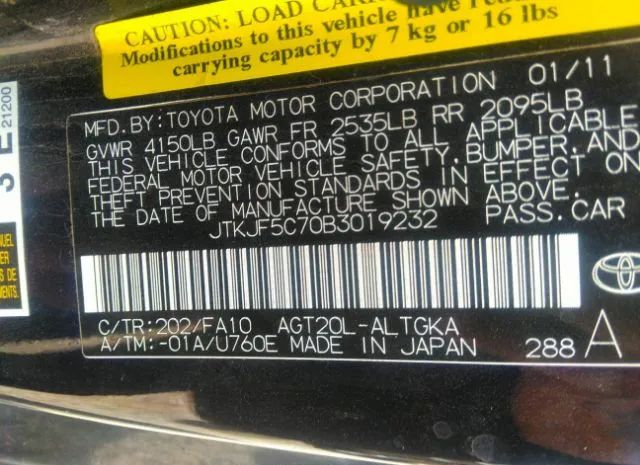 CAUTION: LOAD
Modifications to this vehicle have
carrying capacity by 7 kg or 16 lbs
21200
MFD.BY:TOYOTA MOTOR CORPORATION 01/11
GVWR 4150LB GAWR FR 2535LB RR 2095LB
THIS VEHICLE CONFORMS TO ALL APPLICABLE
FEDERAL MOTOR VEHICLE SAFETY,BUMPER,AND
THEFT PREVENTION STANDARDS IN EFFECT ON
THE DATE OF MANUFACTURE SHOWN ABOVE.
JTKJF5C70B3019232 PASS.CAR
C/TR:202/FA10 AGT20L-ALTGKA
A/TM:-01A/U760E MADE IN JAPAN 288 A